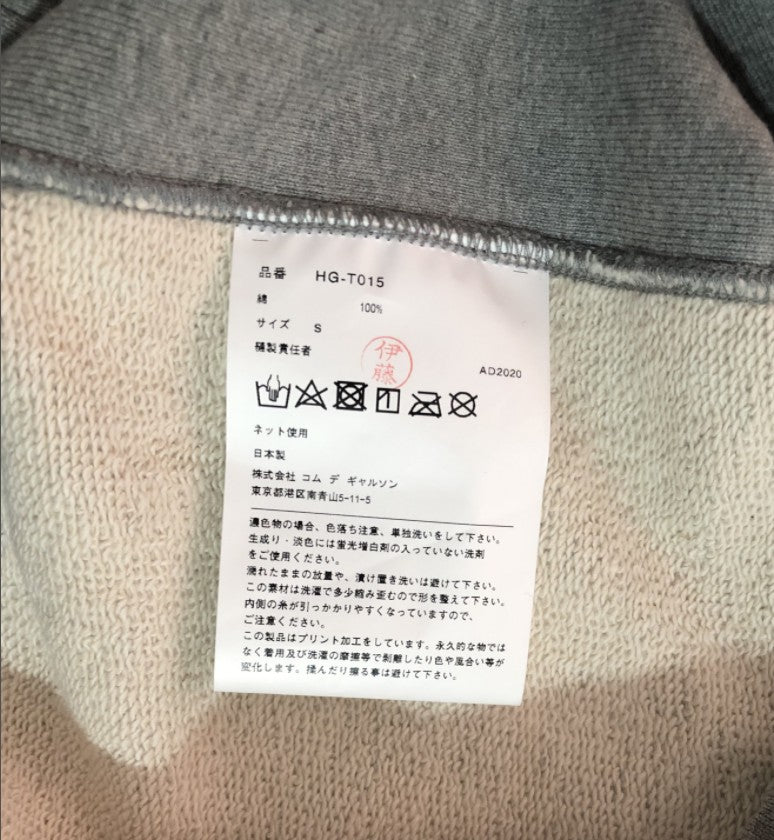 品番 HG-T015
綿 100%
サイズ S
縫製責任者 伊藤 AD2020
ネット使用
日本製
株式会社 コム デ ギャルソン
東京都港区南青山5-11-5
濃色物の場合、色落ち注意、単独洗いをして下さい。
生成り・淡色には蛍光増白剤の入っていない洗剤
をご使用ください。
濡れたままの放量や、漬け置き洗いは避けて下さい。
この素材は洗濯で多少縮み歪むので形を整えて下さい。
内側の糸が引っかかりやすくなっていますので、
ご注意ください。
この製品はプリント加工をしています。永久的な物では
なく着用及び洗濯の摩擦等で剥離したり色や風合い等が
変化します。揉んだり擦る事は避けて下さい。